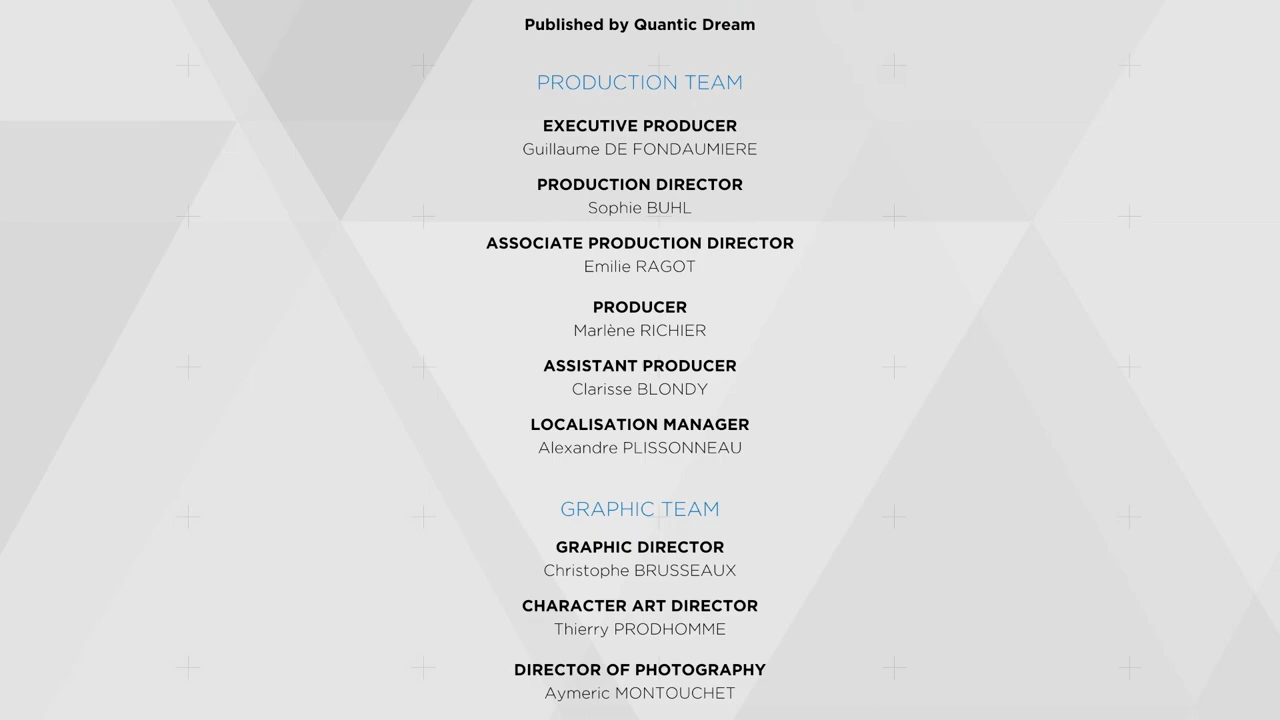 Published by Quantic Dream
PRODUCTION TEAM
EXECUTIVE PRODUCER
Guillaume DE FONDAUMIERE
PRODUCTION DIRECTOR
Sophie BUHL
ASSOCIATE PRODUCTION DIRECTOR
Emilie RAGOT
PRODUCER
Marlène RICHIER
ASSISTANT PRODUCER
Clarisse BLONDY
LOCALISATION MANAGER
Alexandre PLISSONNEAU
GRAPHIC TEAM
GRAPHIC DIRECTOR
Christophe BRUSSEAUX
CHARACTER ART DIRECTOR
Thierry PRODHOMME
DIRECTOR OF PHOTOGRAPHY
Aymeric MONTOUCHET